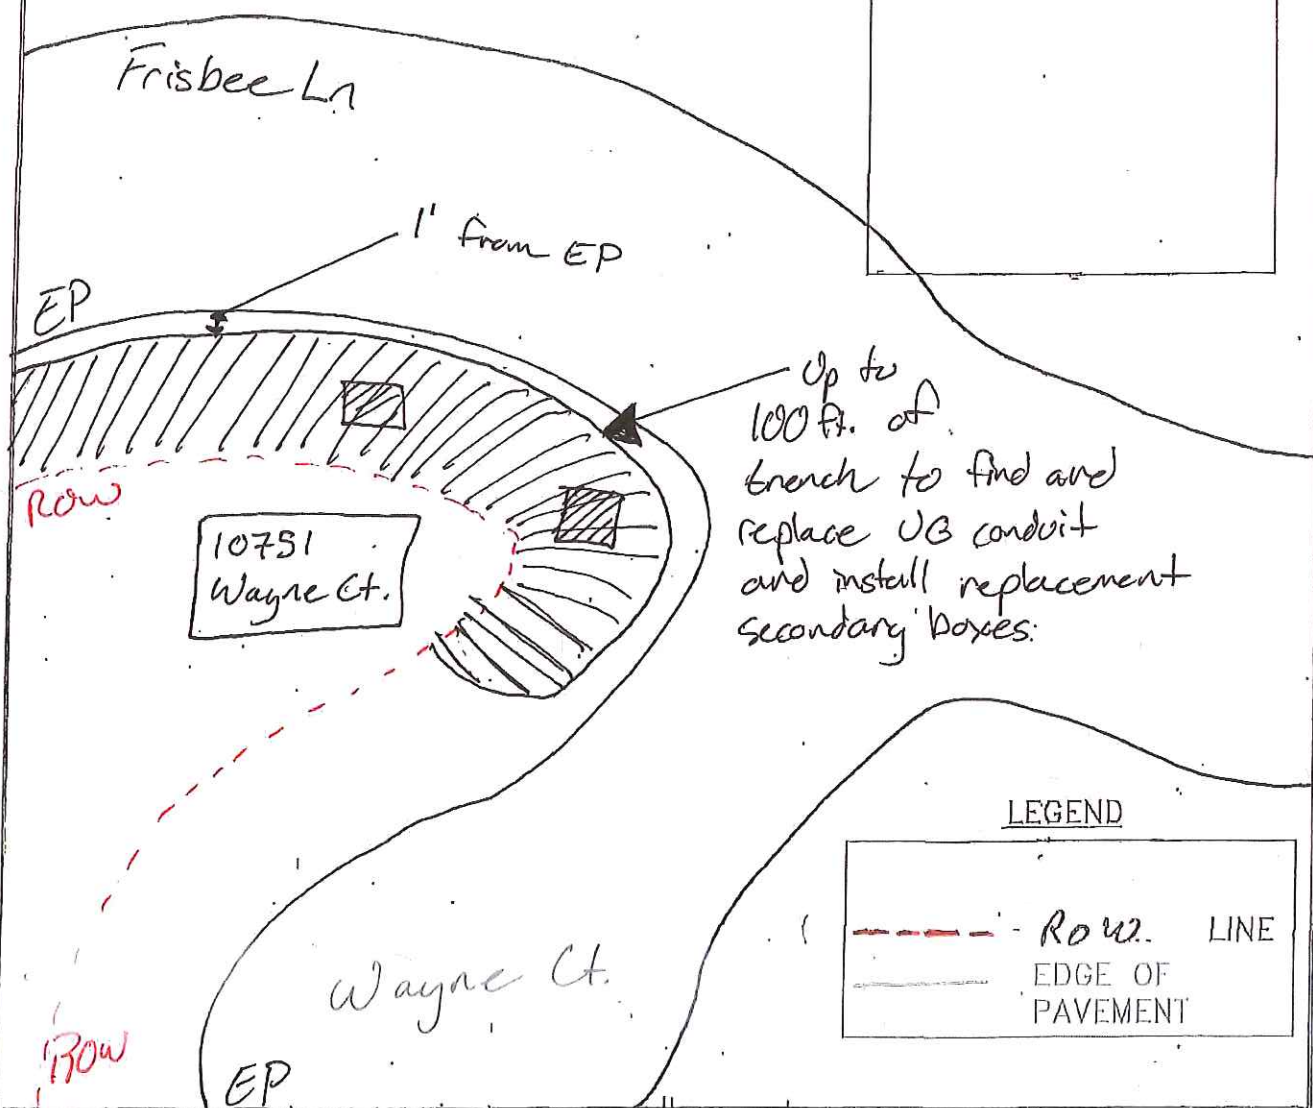 Frisbee Ln
1' from EP
EP
Up to
100 ft. of
trench to find and
replace UG conduit
and install replacement
secondary boxes.
ROW
10751
Wayne Ct.
LEGEND
ROW. LINE
EDGE OF
PAVEMENT
Wayne Ct.
ROW
EP